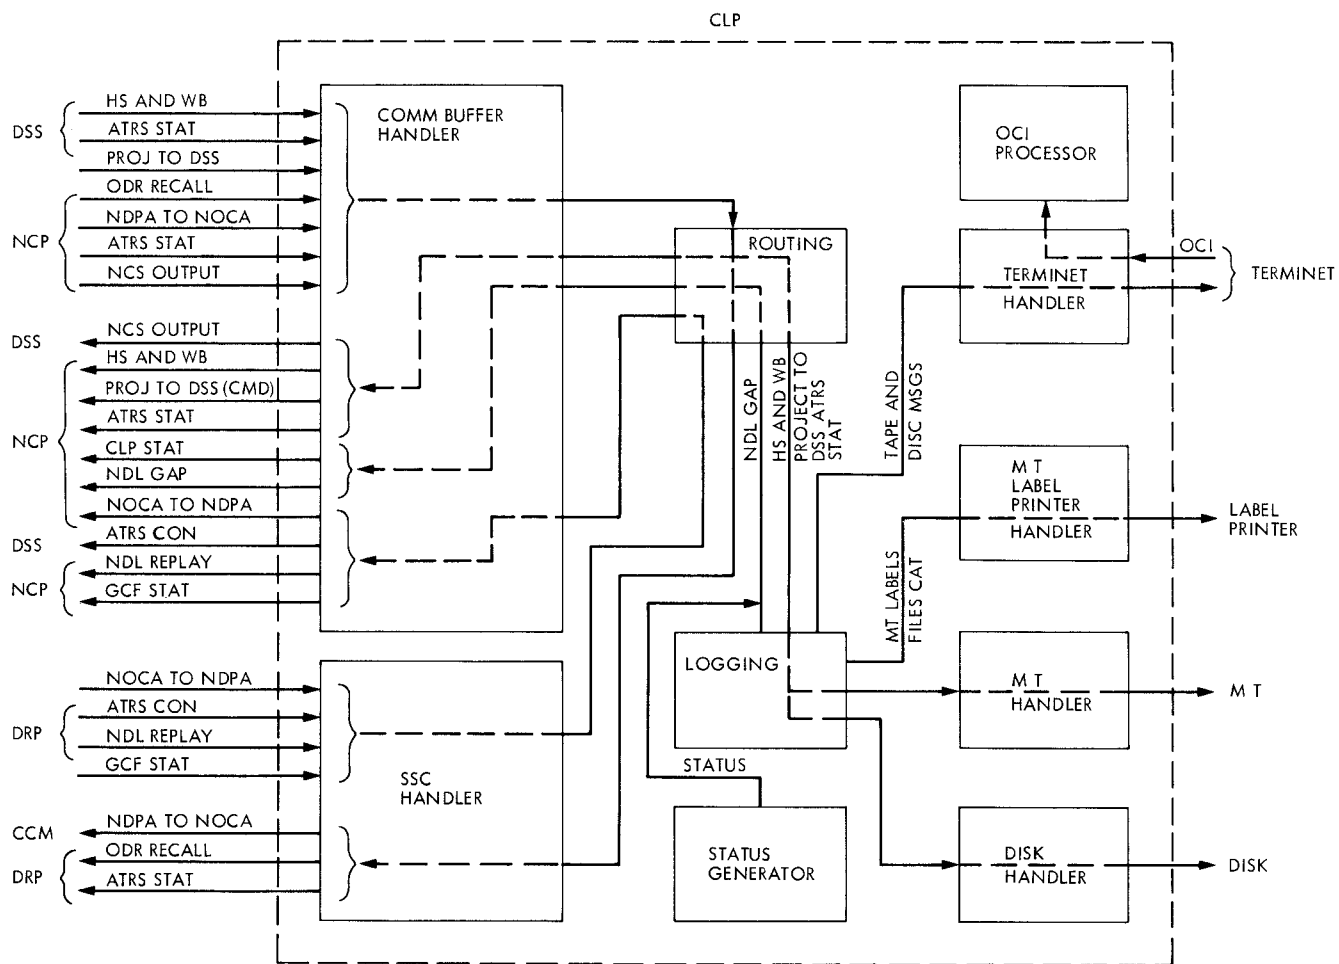 CLP
HS AND WB
DSS
ATRS STAT
PROJ TO DSS
ODR RECALL
NDPA TO NOCA
NCP
ATRS STAT
NCS OUTPUT
COMM BUFFER
HANDLER
DSS
NCS OUTPUT
HS AND WB
PROJ TO DSS (CMD)
ATRS STAT
NCP
CLP STAT
NDL GAP
NOCA TO NDPA
DSS
ATRS CON
NDL REPLAY
NCP
GCF STAT
NOCA TO NDPA
ATRS CON
DRP
NDL REPLAY
GCF STAT
SSC
HANDLER
CCM
NDPA TO NOCA
ODR RECALL
DRP
ATRS STAT
ROUTING
NDL GAP
HS AND WB
PROJECT TO
DSS ATRS
STAT
LOGGING
STATUS
STATUS
GENERATOR
TAPE AND
DISC MSGS
MT LABELS
FILES CAT
OCI
PROCESSOR
TERMINET
HANDLER
OCI
TERMINET
M T
LABEL
PRINTER
HANDLER
LABEL
PRINTER
M T
HANDLER
M T
DISK
HANDLER
DISK